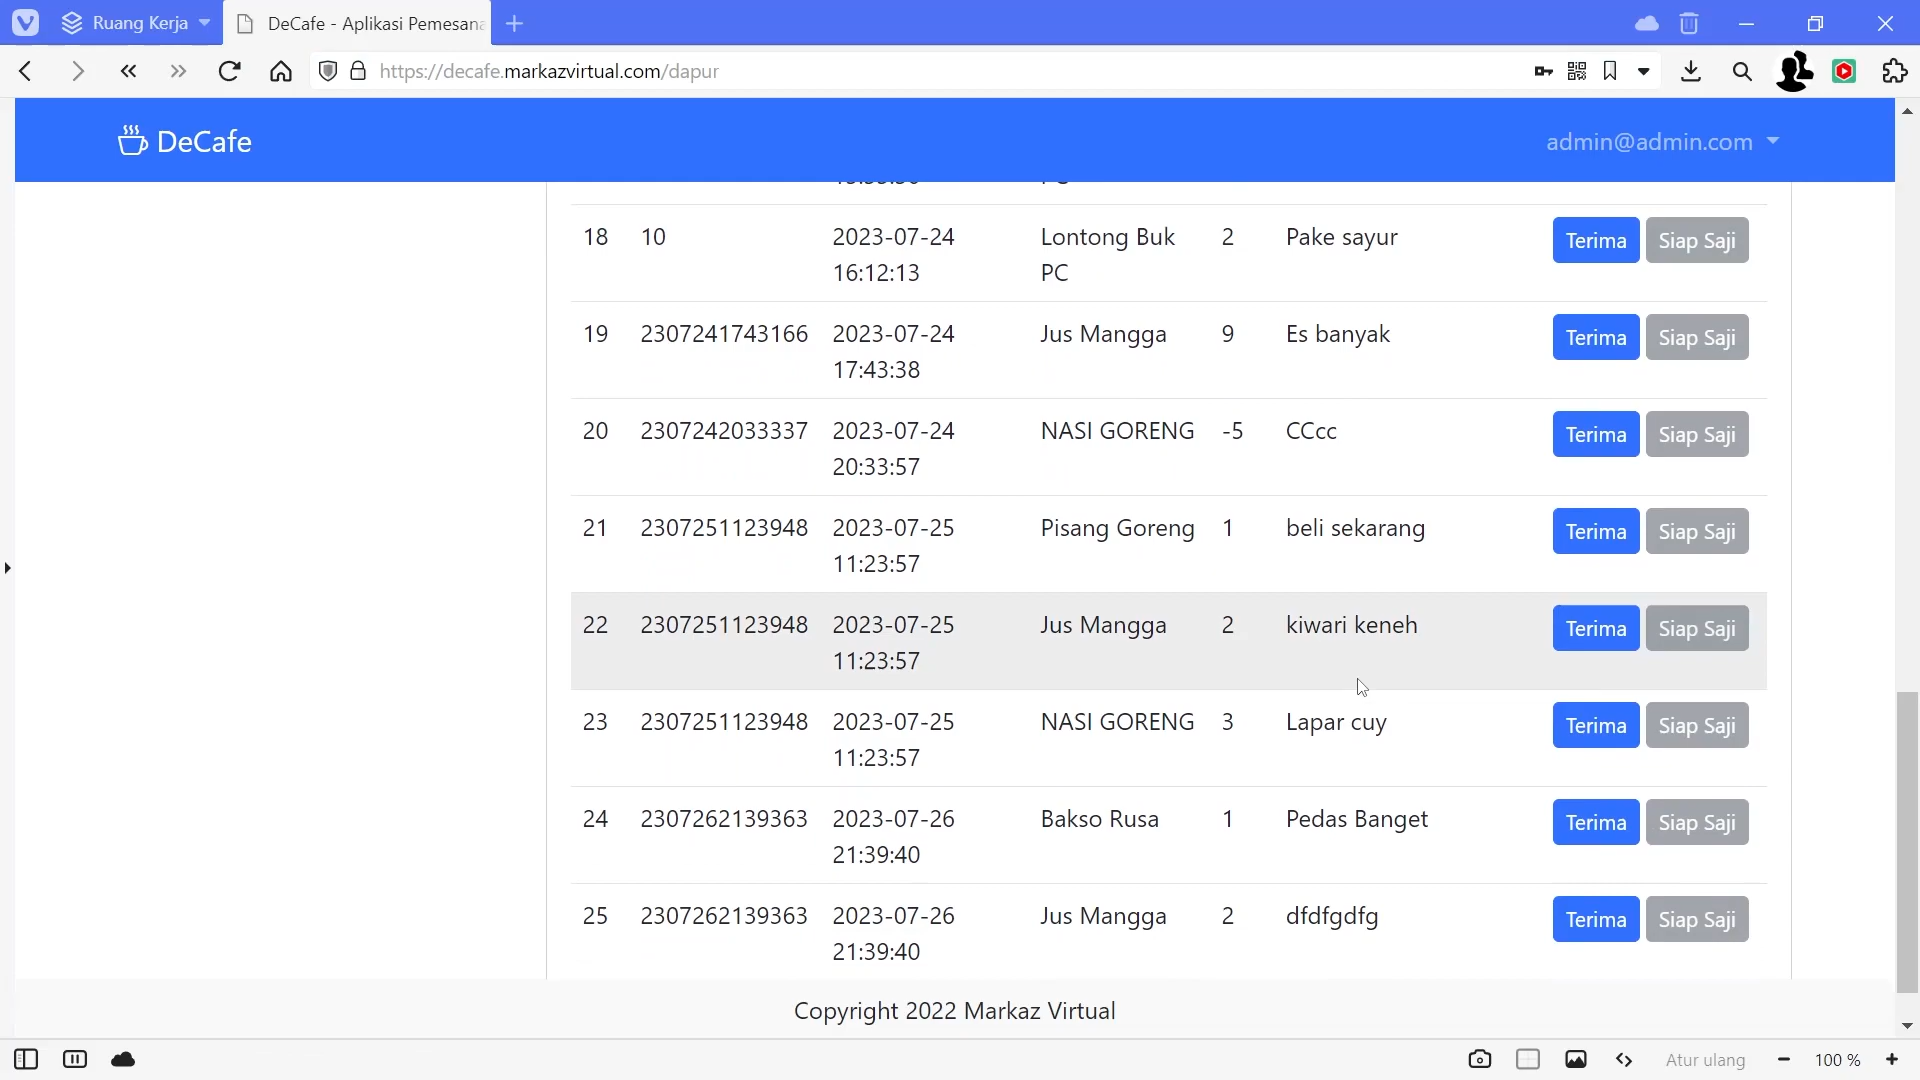 Ruang Kerja
DeCafe - Aplikasi Pemesana
https://decafe.markazvirtual.com/dapur
DeCafe
admin@admin.com
18 10 2023-07-24 Lontong Buk 2 Pake sayur Terima Siap Saji
16:12:13 PC
19 2307241743166 2023-07-24 Jus Mangga 9 Es banyak Terima Siap Saji
17:43:38
20 2307242033337 2023-07-24 NASI GORENG -5 CCcc Terima Siap Saji
20:33:57
21 2307251123948 2023-07-25 Pisang Goreng 1 beli sekarang Terima Siap Saji
11:23:57
22 2307251123948 2023-07-25 Jus Mangga 2 kiwari keneh Terima Siap Saji
11:23:57
23 2307251123948 2023-07-25 NASI GORENG 3 Lapar cuy Terima Siap Saji
11:23:57
24 2307262139363 2023-07-26 Bakso Rusa 1 Pedas Banget Terima Siap Saji
21:39:40
25 2307262139363 2023-07-26 Jus Mangga 2 dfdfgdfg Terima Siap Saji
21:39:40
Copyright 2022 Markaz Virtual
Atur ulang 100 %